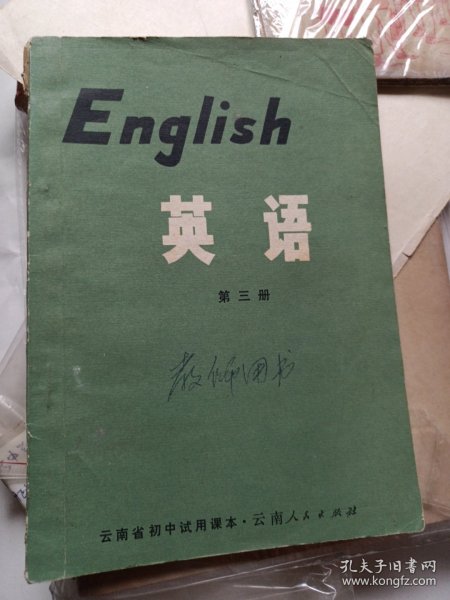 English
英语
第三册
教师用书
云南省初中试用课本·云南人民出版社
孔夫子旧书网
www.kongfz.com